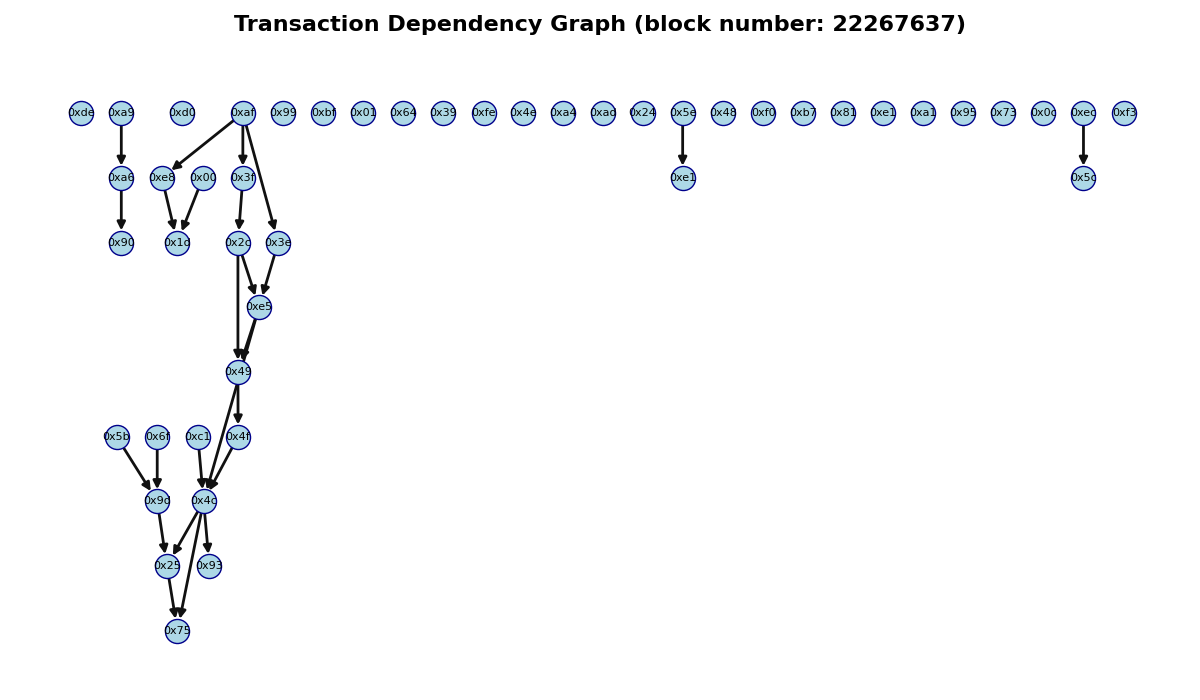 Transaction Dependency Graph (block number: 22267637)
0xde 0xa9 0xd0 0xaf 0x99 0xbf 0x01 0x64 0x39 0xfe 0x4e 0xa4 0xad 0x24 0x5e 0x48 0xf0 0xb7 0x81 0xe1 0xa1 0x95 0x73 0x0c 0xec 0xf3
0xa6 0xe8 0x00 0x3f 0xe1 0x5c
0x90 0x1d 0x2c 0x3e
0xe5
0x49
0x5b 0x6f 0xc1 0x4f
0x9d 0x4c
0x25 0x93
0x75